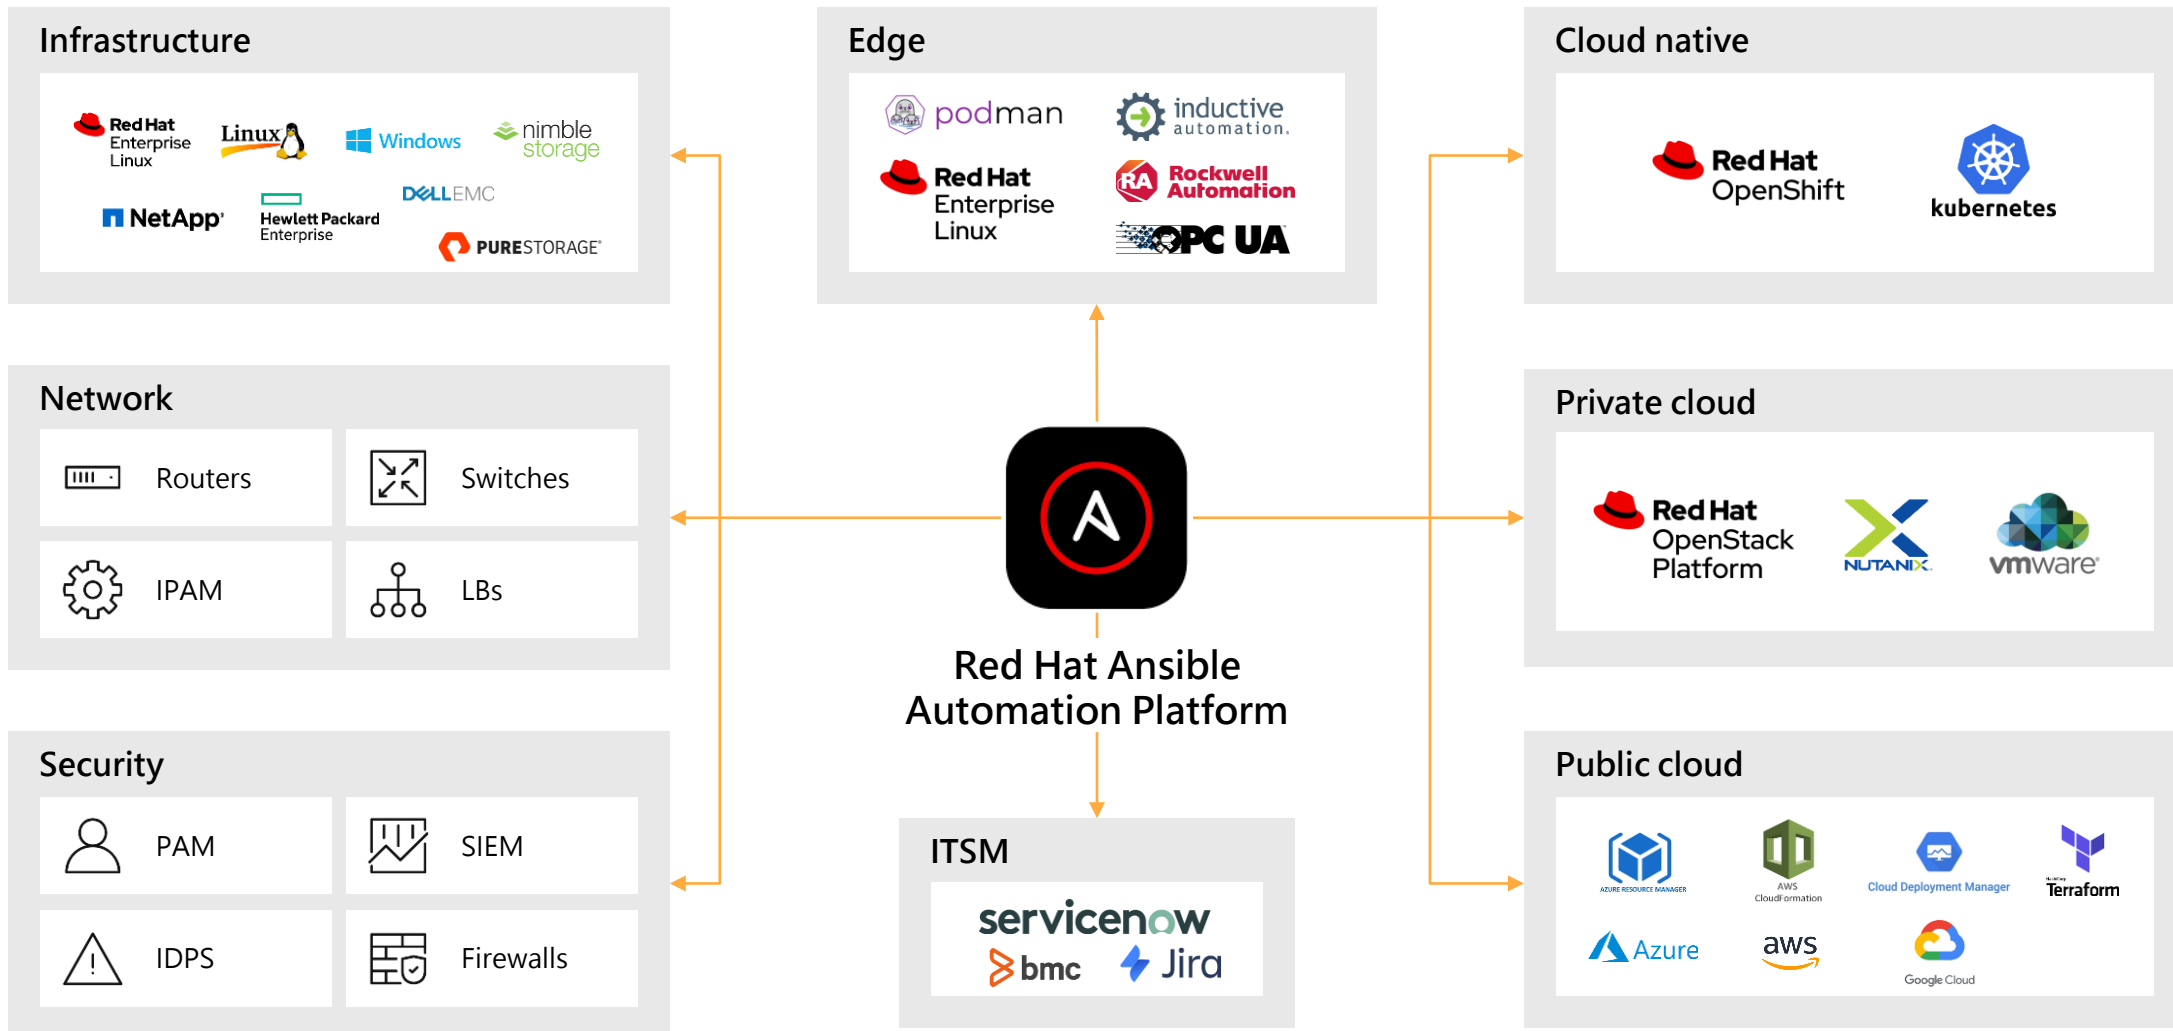 Infrastructure
Red Hat
Enterprise
Linux
Linux
Windows
nimble
storage
NetApp
Hewlett Packard
Enterprise
DELLEMC
PURESTORAGE
Edge
podman
inductive
automation.
Red Hat
Enterprise
Linux
Rockwell
Automation
RA
OPC UA
Cloud native
Red Hat
OpenShift
kubernetes
Network
Routers
Switches
IPAM
LBs
Red Hat Ansible
Automation Platform
Private cloud
Red Hat
OpenStack
Platform
NUTANIX
vmware
Security
PAM
SIEM
IDPS
Firewalls
ITSM
servicenow
bmc
Jira
Public cloud
AZURE RESOURCE MANAGER
AWS
CloudFormation
Cloud Deployment Manager
HashiCorp
Terraform
Azure
aws
Google Cloud